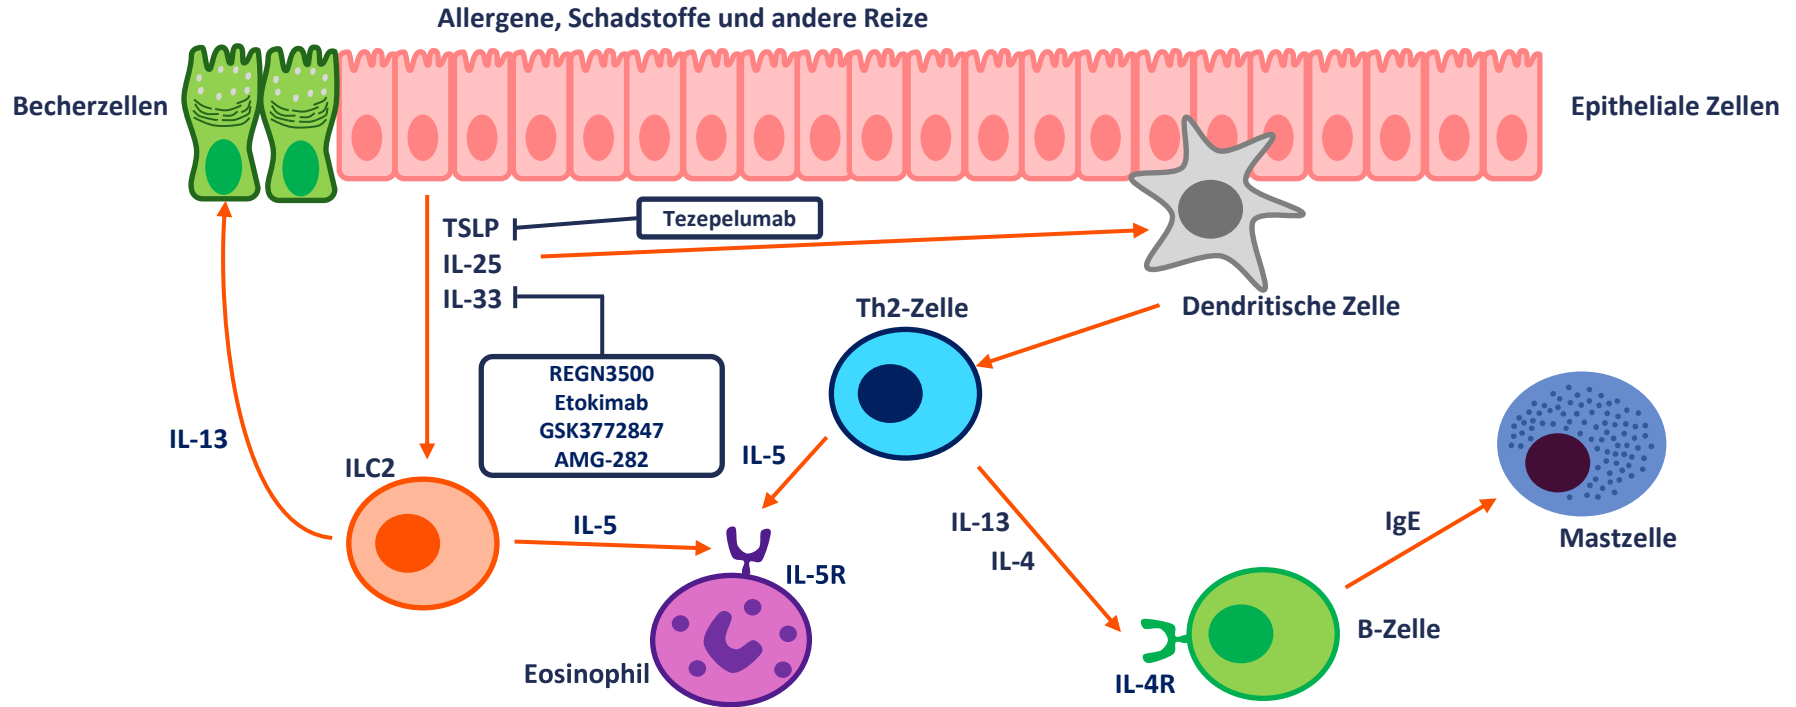 Allergene, Schadstoffe und andere Reize
Becherzellen
Epitheliale Zellen
TSLP
Tezepelumab
IL-25
IL-33
Dendritische Zelle
Th2-Zelle
REGN3500
Etokimab
GSK3772847
AMG-282
IL-13
IL-5
ILC2
IL-5
IL-13
IL-4
IgE
Mastzelle
IL-5R
Eosinophil
B-Zelle
IL-4R